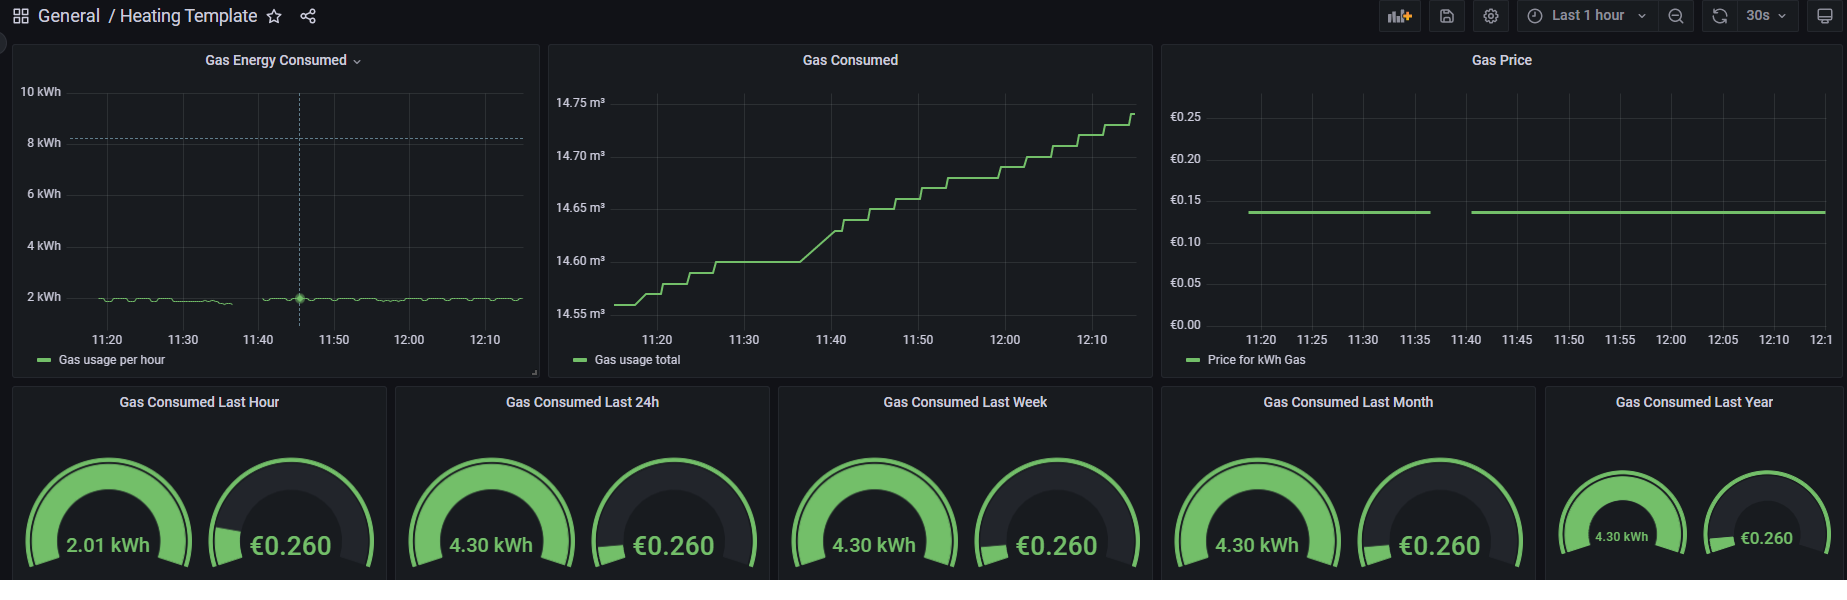 General / Heating Template
Last 1 hour
30s
Gas Energy Consumed
10 kWh
8 kWh
6 kWh
4 kWh
2 kWh
11:20 11:30 11:40 11:50 12:00 12:10
Gas usage per hour
Gas Consumed
14.75 m³
14.70 m³
14.65 m³
14.60 m³
14.55 m³
11:20 11:30 11:40 11:50 12:00 12:10
Gas usage total
Gas Price
€0.25
€0.20
€0.15
€0.10
€0.05
€0.00
11:20 11:25 11:30 11:35 11:40 11:45 11:50 11:55 12:00 12:05 12:10 12:1
Price for kWh Gas
Gas Consumed Last Hour
2.01 kWh €0.260
Gas Consumed Last 24h
4.30 kWh €0.260
Gas Consumed Last Week
4.30 kWh €0.260
Gas Consumed Last Month
4.30 kWh €0.260
Gas Consumed Last Year
4.30 kWh €0.260